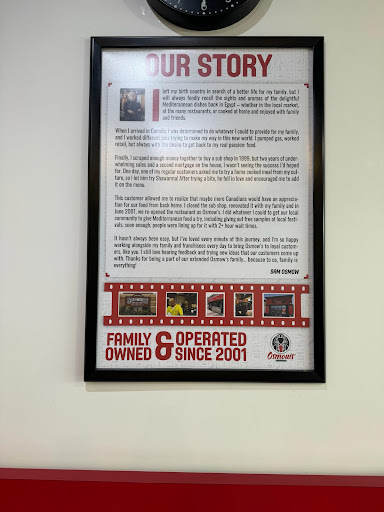 OUR STORY
I left my birth country in search of a better life for my family, but I
will always fondly recall the sights and aromas of the delightful
Mediterranean dishes back in Egypt – whether in the local market,
at the many restaurants, or cooked at home and enjoyed with family
and friends.
When I arrived in Canada, I was determined to do whatever I could to provide for my family,
and I worked different jobs trying to make my way in this new world: I pumped gas, worked
retail, but always with the desire to get back to my real passion: food.
Finally, I scraped enough money together to buy a sub shop in 1999, but two years of under-
whelming sales and a second mortgage on the house, I wasn't seeing the success I'd hoped
for. One day, one of my regular customers asked me to try a home cooked meal from my cul-
ture, so I let him try Shawarma! After trying a bite, he fell in love and encouraged me to add
it on the menu.
This customer allowed me to realize that maybe more Canadians would have an apprecia-
tion for our food from back home. I closed the sub shop, renovated it with my family and in
June 2001, we re-opened the restaurant as Osmow's. I did whatever I could to get our local
community to give Mediterranean food a try, including giving out free samples at local festi-
vals; soon enough, people were lining up for it with 2+ hour wait times.
It hasn't always been easy, but I've loved every minute of this journey, and I'm so happy
working alongside my family and franchisees every day to bring Osmow's to loyal custom-
ers, like you. I still love hearing feedback and trying new ideas that our customers come up
with. Thanks for being a part of our extended Osmow's family... because to us, family is
everything!
SAM OSMOW
FAMILY OWNED & OPERATED SINCE 2001
Osmow's